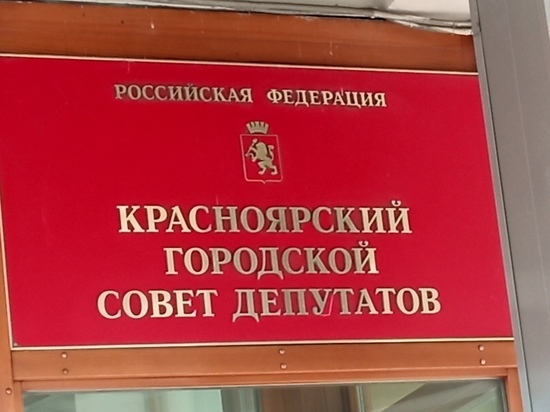 РОССИЙСКАЯ ФЕДЕРАЦИЯ
КРАСНОЯРСКИЙ
ГОРОДСКОЙ
СОВЕТ ДЕПУТАТОВ